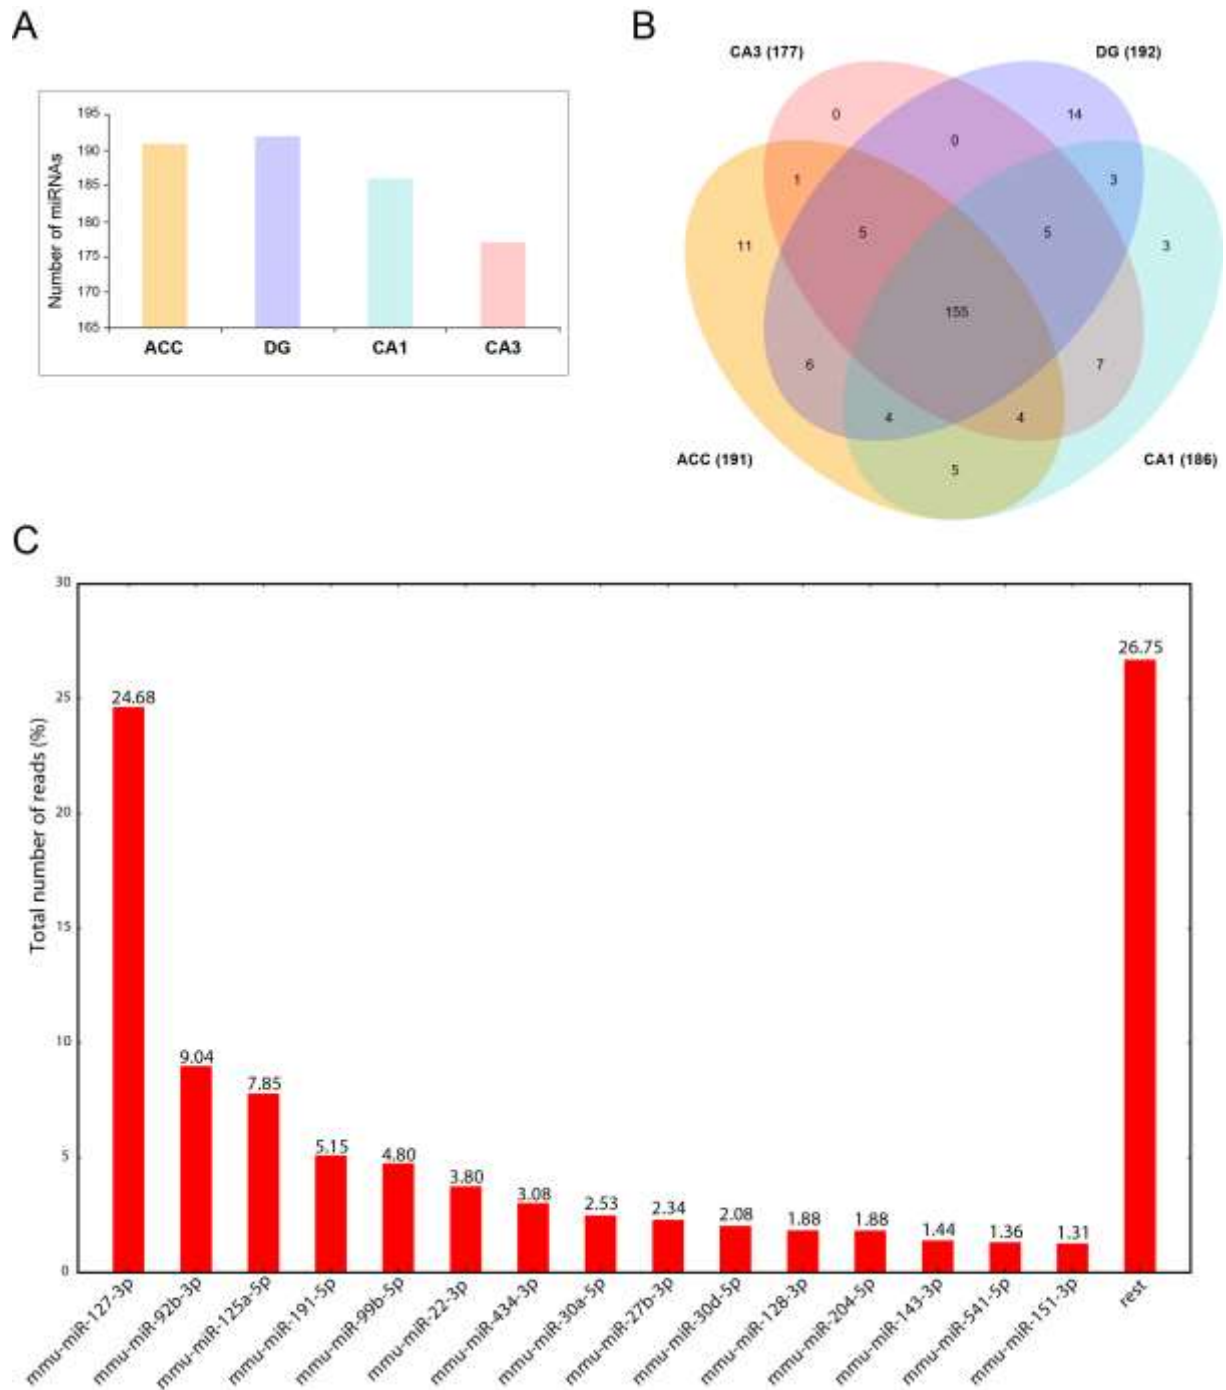 A
195
190
185
180
175
170
165
Number of miRNAs
ACC DG CA1 CA3
B
CA3 (177) DG (192)
0 14
0
1 3
5 5
11 3
155
6 7
4 4
ACC (191) CA1 (186)
5
C
30
25
20
15
10
5
0
Total number of reads (%)
24.68
9.04
7.85
5.15
4.80
3.80
3.08
2.53
2.34
2.08
1.88
1.88
1.44
1.36
1.31
26.75
mmu-miR-127-3p
mmu-miR-92b-3p
mmu-miR-125a-5p
mmu-miR-191-5p
mmu-miR-99b-5p
mmu-miR-22-3p
mmu-miR-434-3p
mmu-miR-30a-5p
mmu-miR-27b-3p
mmu-miR-30d-5p
mmu-miR-128-3p
mmu-miR-204-5p
mmu-miR-143-3p
mmu-miR-541-5p
mmu-miR-151-3p
rest